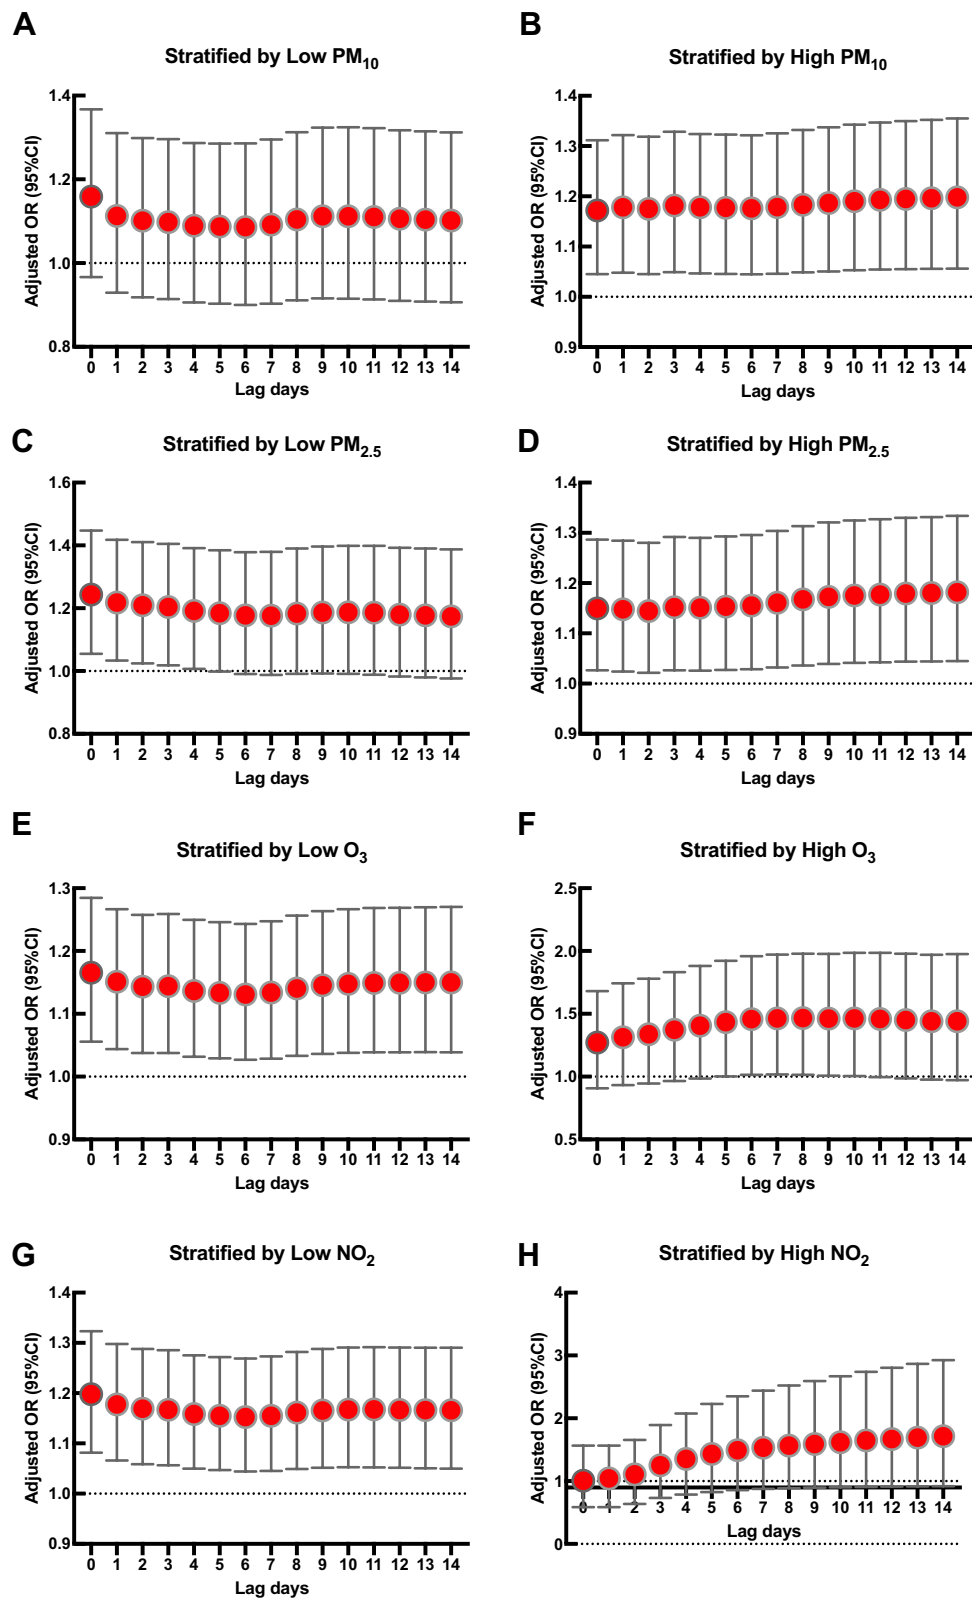 A
Stratified by Low PM10
Adjusted OR (95%CI)
1.4
1.2
1.0
0.8
0 1 2 3 4 5 6 7 8 9 10 11 12 13 14
Lag days
B
Stratified by High PM10
Adjusted OR (95%CI)
1.4
1.3
1.2
1.1
1.0
0.9
0 1 2 3 4 5 6 7 8 9 10 11 12 13 14
Lag days
C
Stratified by Low PM2.5
Adjusted OR (95%CI)
1.6
1.4
1.2
1.0
0.8
0 1 2 3 4 5 6 7 8 9 10 11 12 13 14
Lag days
D
Stratified by High PM2.5
Adjusted OR (95%CI)
1.4
1.3
1.2
1.1
1.0
0.9
0 1 2 3 4 5 6 7 8 9 10 11 12 13 14
Lag days
E
Stratified by Low O3
Adjusted OR (95%CI)
1.3
1.2
1.1
1.0
0.9
0 1 2 3 4 5 6 7 8 9 10 11 12 13 14
Lag days
F
Stratified by High O3
Adjusted OR (95%CI)
2.5
2.0
1.5
1.0
0.5
0 1 2 3 4 5 6 7 8 9 10 11 12 13 14
Lag days
G
Stratified by Low NO2
Adjusted OR (95%CI)
1.4
1.3
1.2
1.1
1.0
0.9
0 1 2 3 4 5 6 7 8 9 10 11 12 13 14
Lag days
H
Stratified by High NO2
Adjusted OR (95%CI)
4
3
2
1
0
0 1 2 3 4 5 6 7 8 9 10 11 12 13 14
Lag days